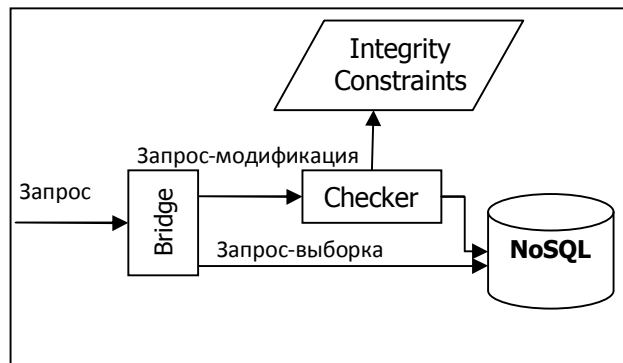 Integrity
Constraints
Запрос-модификация
Запрос
Bridge
Checker
Запрос-выборка
NoSQL